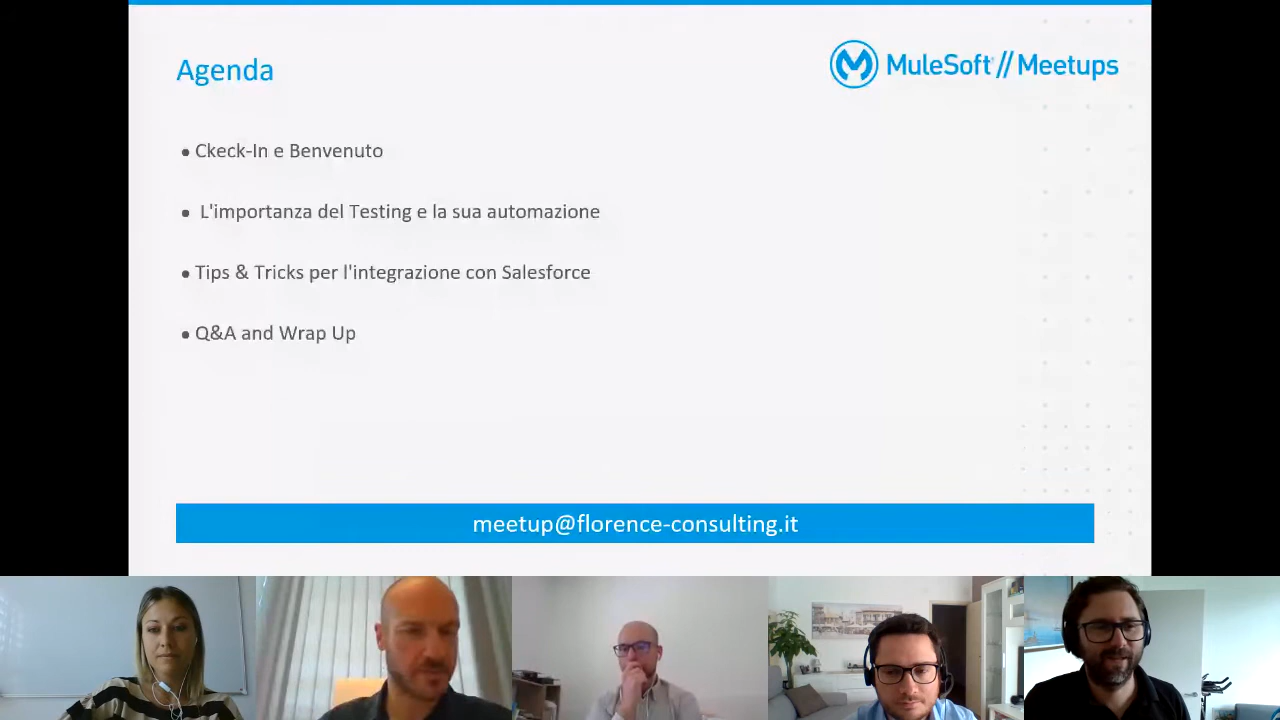 Agenda
MuleSoft // Meetups
Ckeck-In e Benvenuto
L'importanza del Testing e la sua automazione
Tips & Tricks per l'integrazione con Salesforce
Q&A and Wrap Up
meetup@florence-consulting.it